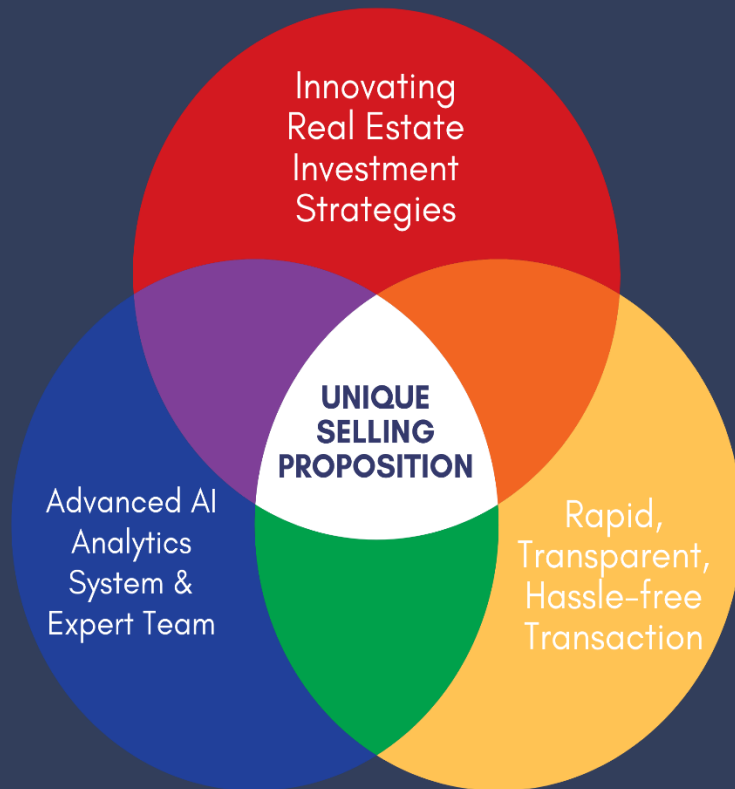 Innovating
Real Estate
Investment
Strategies
UNIQUE
SELLING
PROPOSITION
Advanced AI
Analytics
System &
Expert Team
Rapid,
Transparent,
Hassle-free
Transaction